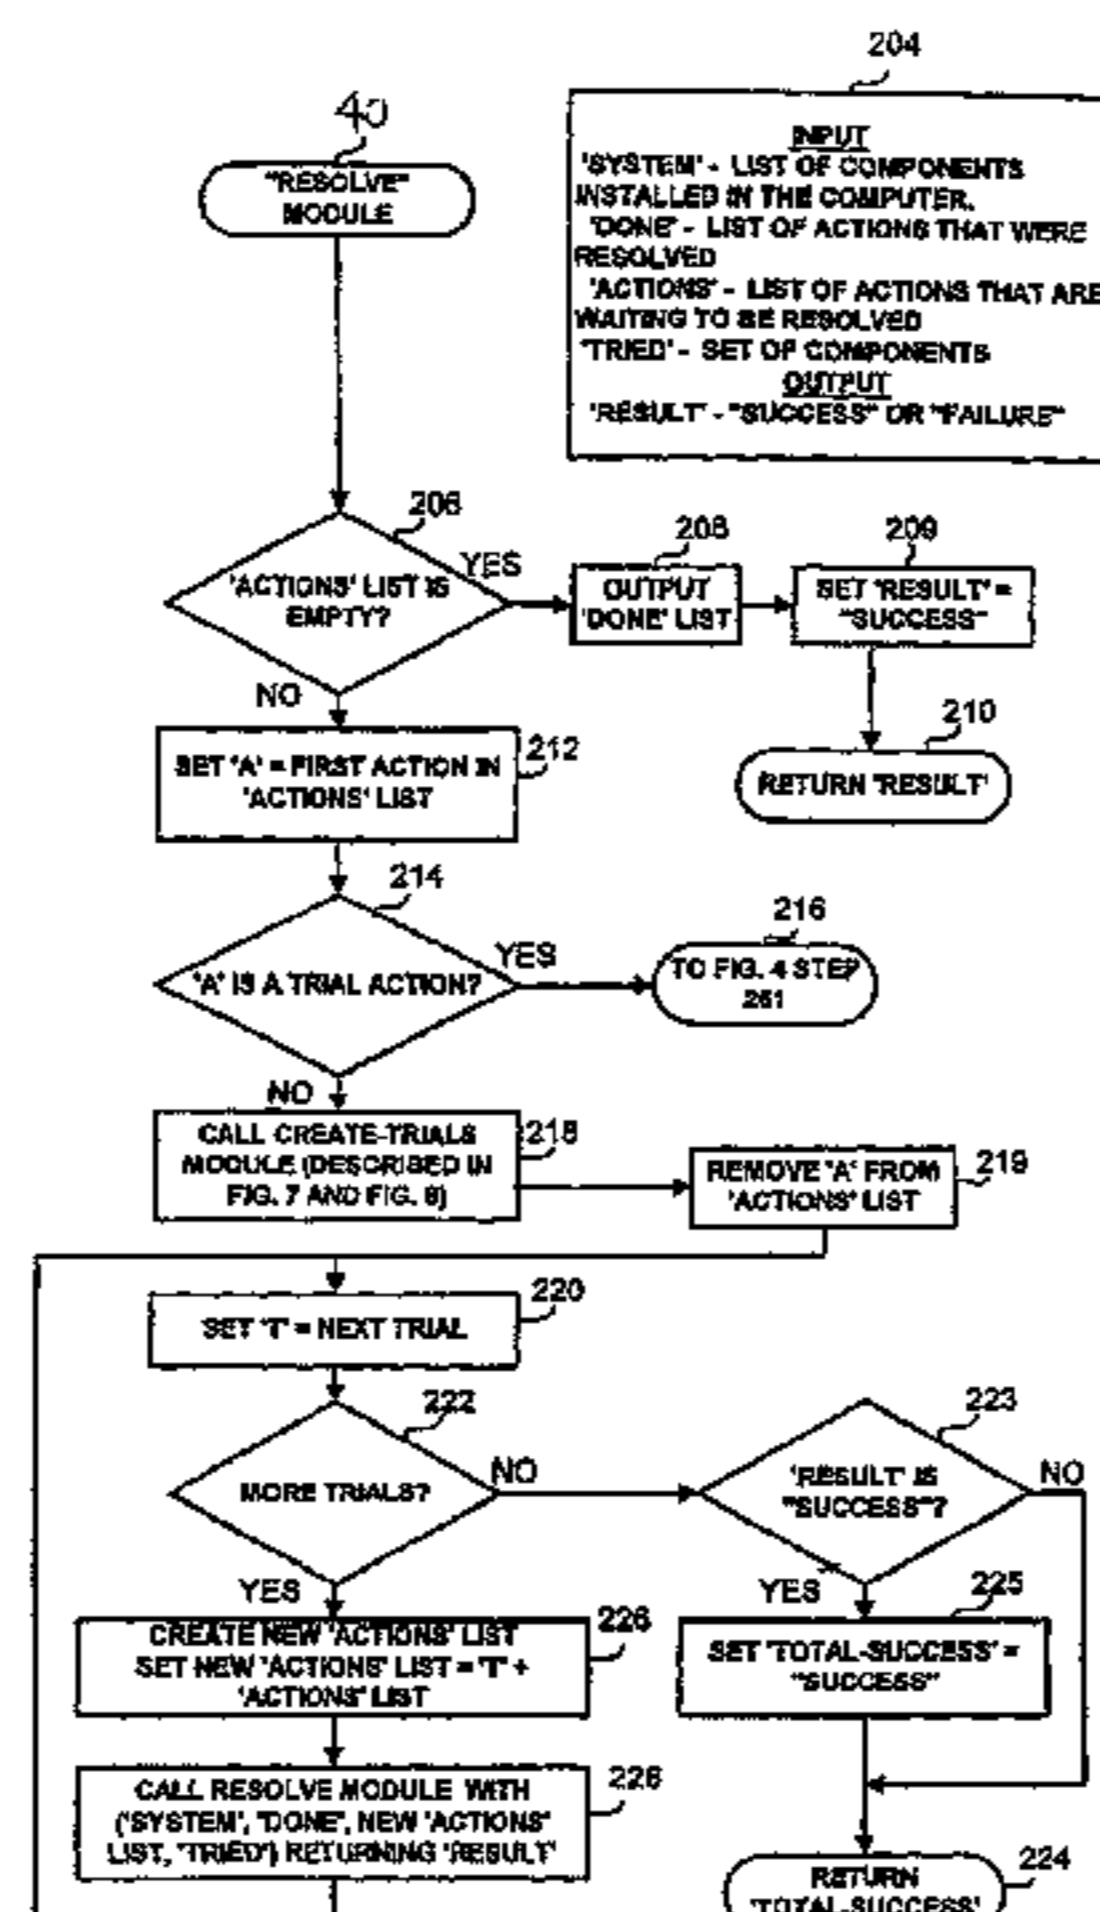 204
40
"RESOLVE"
MODULE
INPUT
'SYSTEM' - LIST OF COMPONENTS
INSTALLED IN THE COMPUTER.
'DONE' - LIST OF ACTIONS THAT WERE
RESOLVED
'ACTIONS' - LIST OF ACTIONS THAT ARE
WAITING TO BE RESOLVED
'TRIED' - SET OF COMPONENTS
OUTPUT
'RESULT' - "SUCCESS" OR "FAILURE"
206
'ACTIONS' LIST IS
EMPTY?
YES
NO
208
OUTPUT
'DONE' LIST
209
SET 'RESULT' =
"SUCCESS"
210
RETURN 'RESULT'
212
SET 'A' = FIRST ACTION IN
'ACTIONS' LIST
214
'A' IS A TRIAL ACTION?
YES
NO
216
TO FIG. 4 STEP
251
218
CALL CREATE-TRIALS
MODULE (DESCRIBED IN
FIG. 7 AND FIG. 8)
219
REMOVE 'A' FROM
'ACTIONS' LIST
220
SET 'T' = NEXT TRIAL
222
MORE TRIALS?
NO
YES
223
'RESULT' IS
"SUCCESS"?
NO
YES
225
SET 'TOTAL-SUCCESS' =
"SUCCESS"
226
CREATE NEW 'ACTIONS' LIST
SET NEW 'ACTIONS' LIST = 'T' +
'ACTIONS' LIST
228
CALL RESOLVE MODULE WITH
('SYSTEM', 'DONE', NEW 'ACTIONS'
LIST, 'TRIED') RETURNING 'RESULT'
224
RETURN
'TOTAL-SUCCESS'